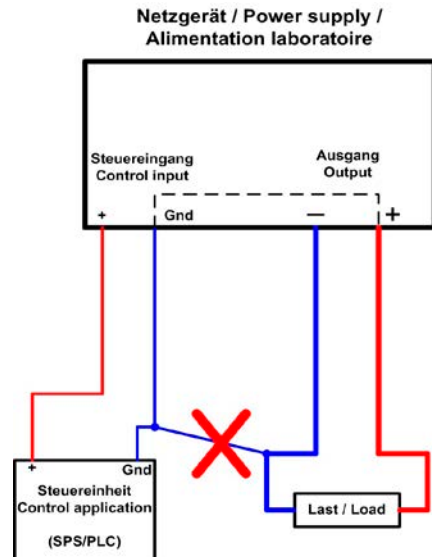 Netzgerät / Power supply /
Alimentation laboratoire
Steuereingang
Control input
Ausgang
Output
+
Gnd
—
+
+
Gnd
Steuereinheit
Control application
(SPS/PLC)
Last / Load